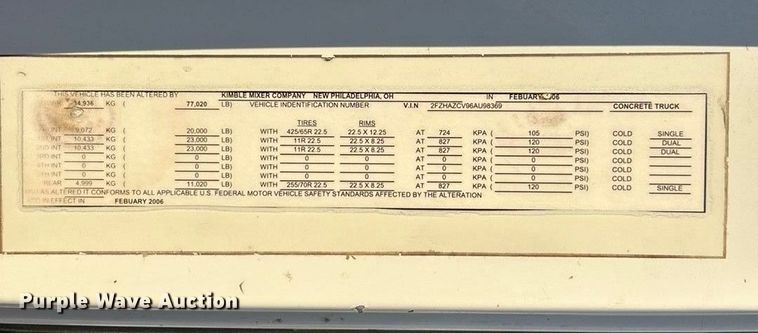 THIS VEHICLE HAS BEEN ALTERED BY KIMBLE MIXER COMPANY NEW PHILADELPHIA, OH IN FEBUARY
34,936 KG ( 77,020 LB) VEHICLE INDENTIFICATION NUMBER V.I.N 2FZHAZCV96AU98369 CONCRETE TRUCK
TIRES RIMS
INT 9,072 KG ( 20,000 LB) WITH 425/65R 22.5 22.5 X 12.25 AT 724 KPA ( 105 PSI) COLD SINGLE
INT 10,433 KG ( 23,000 LB) WITH 11R 22.5 22.5 X 8.25 AT 827 KPA ( 120 PSI) COLD DUAL
2ND INT 10,433 KG ( 23,000 LB) WITH 11R 22.5 22.5 X 8.25 AT 827 KPA ( 120 PSI) COLD DUAL
3RD INT 0 KG ( 0 LB) WITH 0 0 AT 0 KPA ( 0 PSI) COLD
INT 0 KG ( 0 LB) WITH 0 0 AT 0 KPA ( 0 PSI) COLD
INT 0 KG ( 0 LB) WITH 0 0 AT 0 KPA ( 0 PSI) COLD
REAR 4,999 KG ( 11,020 LB) WITH 255/70R 22.5 22.5 X 8.25 AT 827 KPA ( 120 PSI) COLD SINGLE
ALTERED IT CONFORMS TO ALL APPLICABLE U.S. FEDERAL MOTOR VEHICLE SAFETY STANDARDS AFFECTED BY THE ALTERATION
IN EFFECT IN FEBUARY 2006
Purple Wave Auction